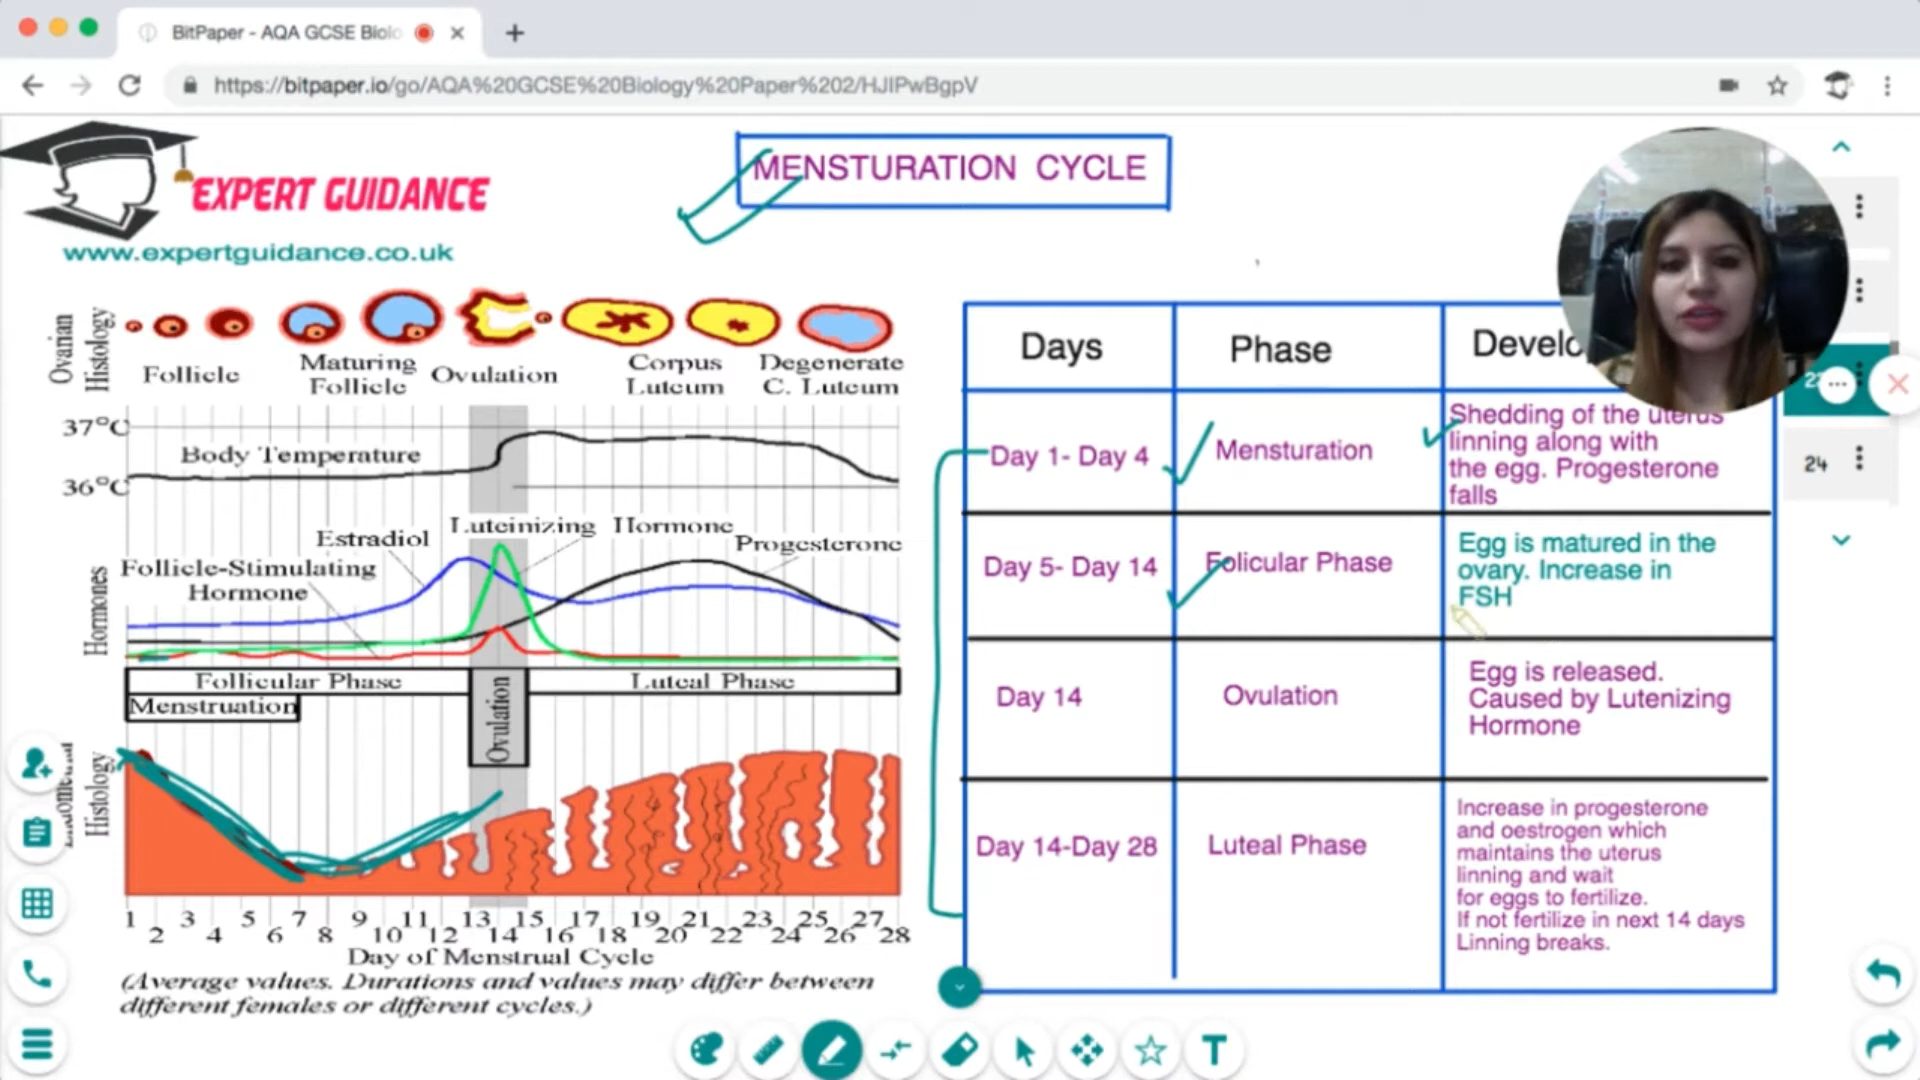 BitPaper - AQA GCSE Biolo
https://bitpaper.io/go/AQA%20GCSE%20Biology%20Paper%202/HJIPwBgpV
EXPERT GUIDANCE
www.expertguidance.co.uk
MENSTURATION CYCLE
Ovarian
Histology
Follicle
Maturing
Follicle
Ovulation
Corpus
Luteum
Degenerate
C. Luteum
37°C
Body Temperature
36°C
Hormones
Estradiol
Luteinizing Hormone
Progesterone
Follicle-Stimulating
Hormone
Follicular Phase
Ovulation
Luteal Phase
Menstruation
Histology
1 2 3 4 5 6 7 8 9 10 11 12 13 14 15 16 17 18 19 20 21 22 23 24 25 26 27 28
Day of Menstrual Cycle
(Average values. Durations and values may differ between
different females or different cycles.)
Days Phase Develo
Day 1- Day 4
Mensturation
Shedding of the uterus
linning along with
the egg. Progesterone
falls
Day 5- Day 14
Folicular Phase
Egg is matured in the
ovary. Increase in
FSH
Day 14
Ovulation
Egg is released.
Caused by Lutenizing
Hormone
Day 14-Day 28
Luteal Phase
Increase in progesterone
and oestrogen which
maintains the uterus
linning and wait
for eggs to fertilize.
If not fertilize in next 14 days
Linning breaks.
24
T